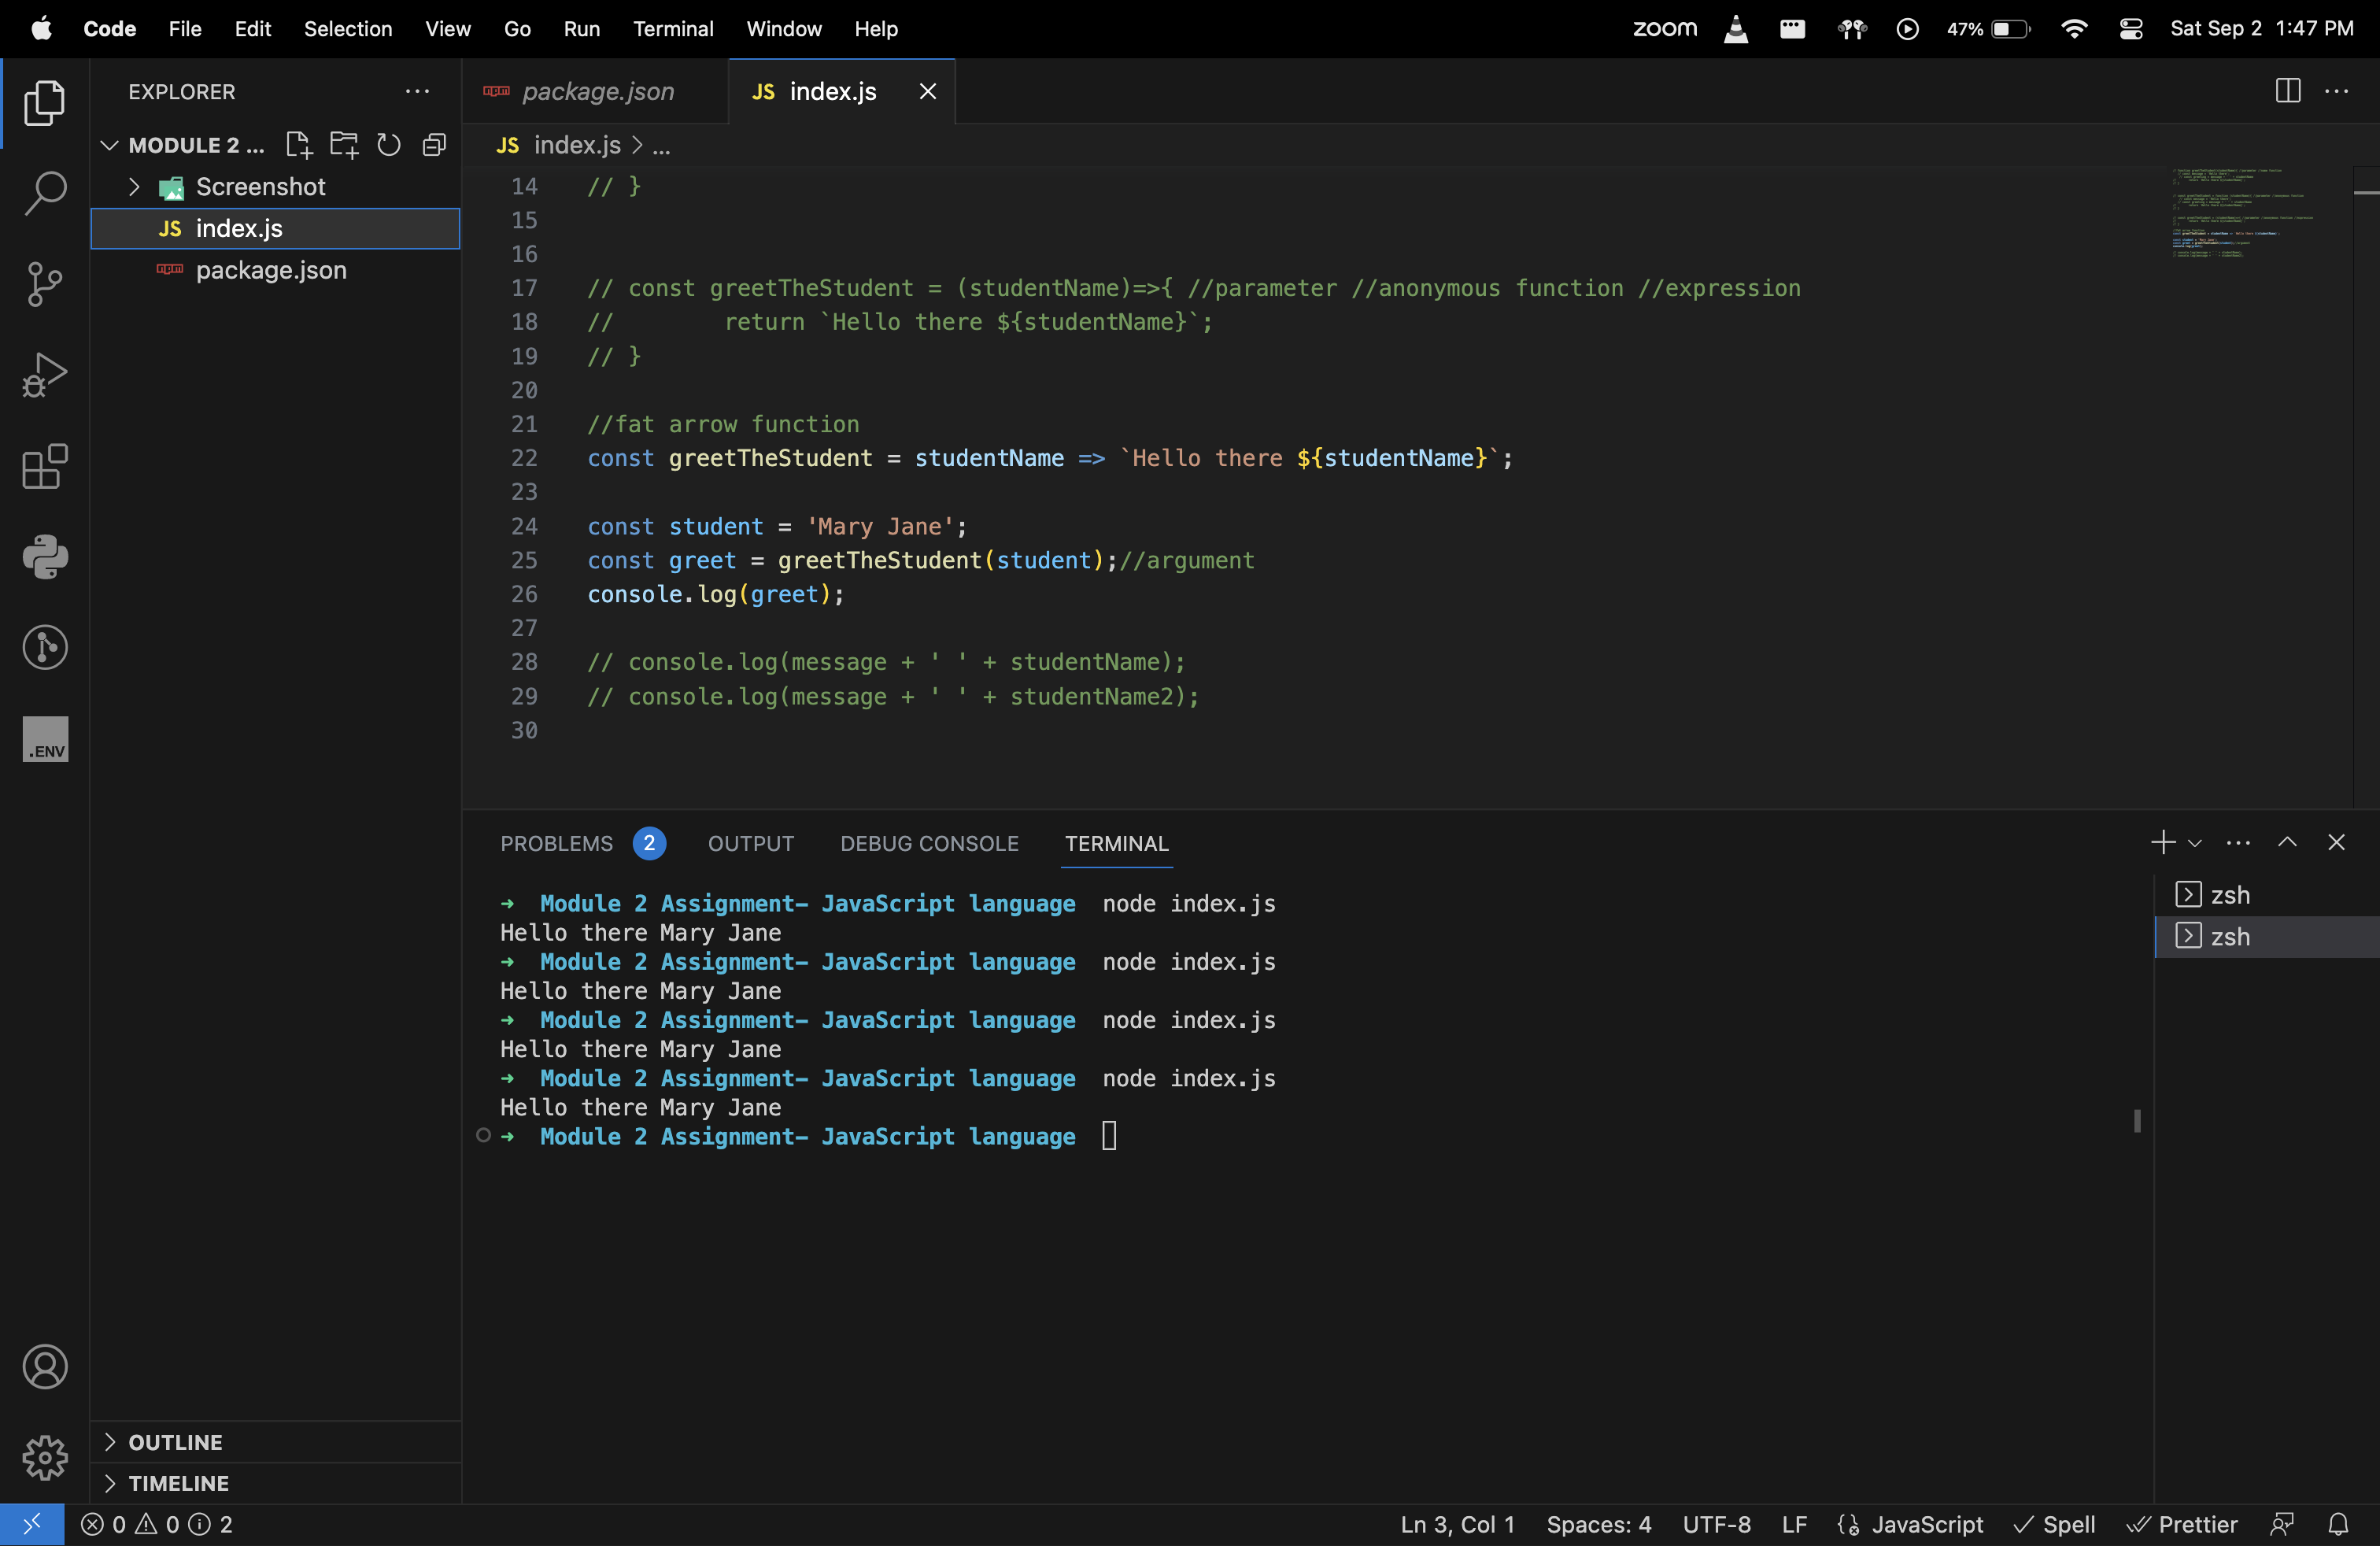 Code File Edit Selection View Go Run Terminal Window Help zoom 47% Sat Sep 2 1:47 PM
EXPLORER
MODULE 2 ...
Screenshot
JS index.js
package.json
OUTLINE
TIMELINE
.ENV
package.json JS index.js
JS index.js > ...
14 // }
15
16
17 // const greetTheStudent = (studentName)=>{ //parameter //anonymous function //expression
18 //        return `Hello there ${studentName}`;
19 // }
20
21 //fat arrow function
22 const greetTheStudent = studentName => `Hello there ${studentName}`;
23
24 const student = 'Mary Jane';
25 const greet = greetTheStudent(student);//argument
26 console.log(greet);
27
28 // console.log(message + ' ' + studentName);
29 // console.log(message + ' ' + studentName2);
30
PROBLEMS 2 OUTPUT DEBUG CONSOLE TERMINAL
➜ Module 2 Assignment– JavaScript language node index.js
Hello there Mary Jane
➜ Module 2 Assignment– JavaScript language node index.js
Hello there Mary Jane
➜ Module 2 Assignment– JavaScript language node index.js
Hello there Mary Jane
➜ Module 2 Assignment– JavaScript language node index.js
Hello there Mary Jane
➜ Module 2 Assignment– JavaScript language
zsh
zsh
0 0 2 Ln 3, Col 1 Spaces: 4 UTF-8 LF JavaScript Spell Prettier